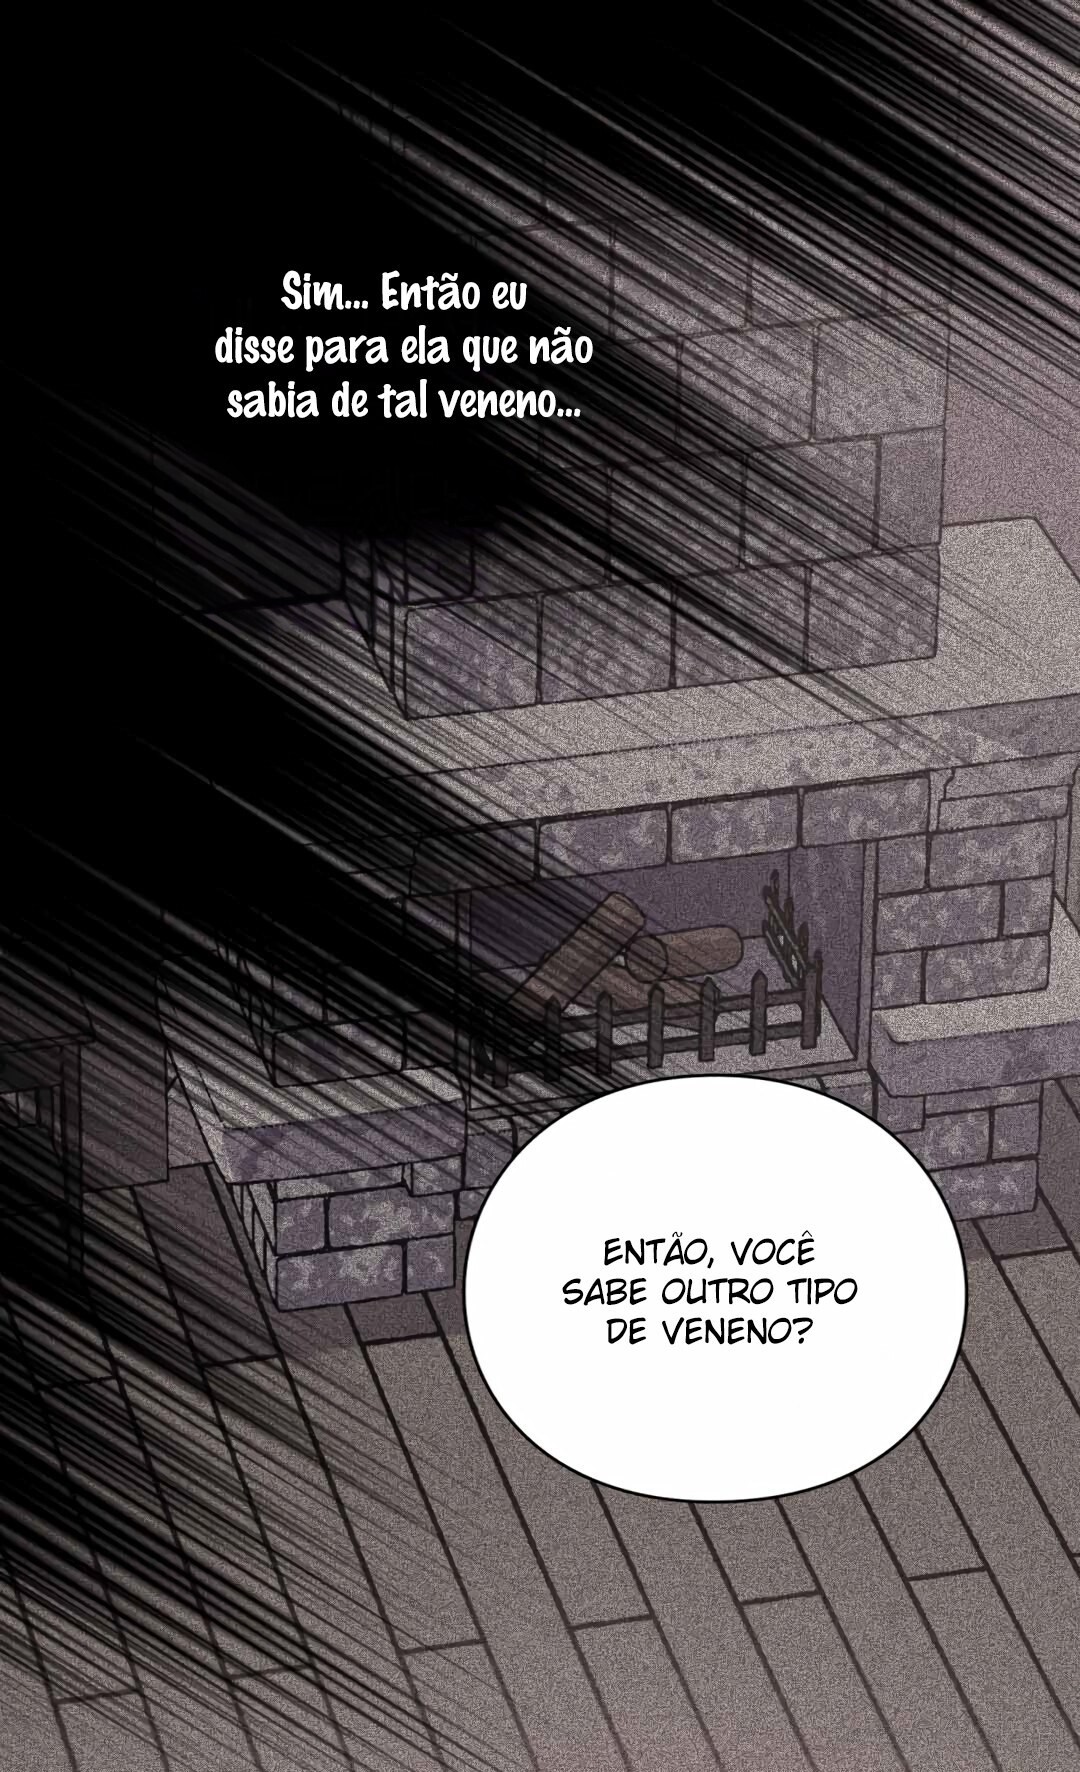 Sim... Então eu
disse para ela que não
sabia de tal veneno...
ENTÃO, VOCÊ
SABE OUTRO TIPO
DE VENENO?